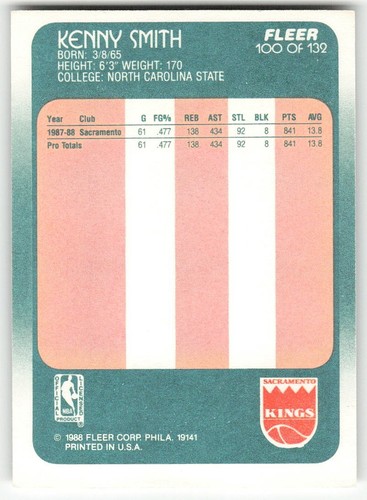 KENNY SMITH
BORN: 3/8/65
HEIGHT: 6'3" WEIGHT: 170
COLLEGE: NORTH CAROLINA STATE
FLEER
100 OF 132
Year Club G FG% REB AST STL BLK PTS AVG
1987-88 Sacramento 61 .477 138 434 92 8 841 13.8
Pro Totals 61 .477 138 434 92 8 841 13.8
OFFICIAL LICENSED
NBA
PRODUCT
SACRAMENTO
KINGS
© 1988 FLEER CORP. PHILA. 19141
PRINTED IN U.S.A.